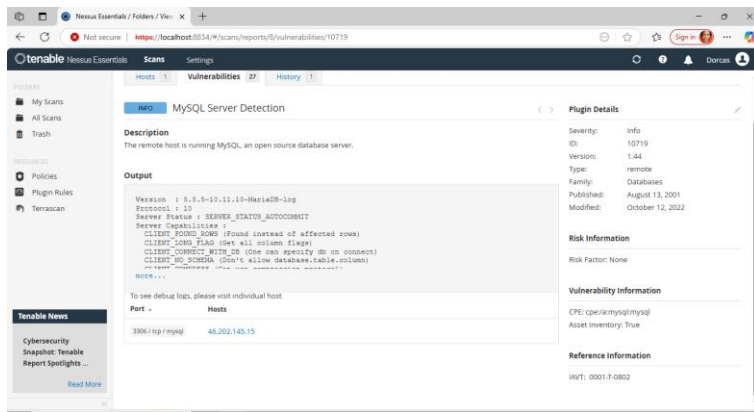 Nessus Essentials / Folders / View
Not secure https://localhost:8834/#/scans/reports/8/vulnerabilities/10719
Sign in
tenable Nessus Essentials Scans Settings
Dorcas
FOLDERS
My Scans
All Scans
Trash
RESOURCES
Policies
Plugin Rules
Terrascan
Tenable News
Cybersecurity
Snapshot: Tenable
Report Spotlights ...
Read More
Hosts 1 Vulnerabilities 27 History 1
INFO MySQL Server Detection
Description
The remote host is running MySQL, an open source database server.
Output
Version : 5.5.5-10.11.10-MariaDB-log
Protocol : 10
Server Status : SERVER_STATUS_AUTOCOMMIT
Server Capabilities :
CLIENT_FOUND_ROWS (Found instead of affected rows)
CLIENT_LONG_FLAG (Get all column flags)
CLIENT_CONNECT_WITH_DB (One can specify db on connect)
CLIENT_NO_SCHEMA (Don't allow database.table.column)
more...
To see debug logs, please visit individual host
Port Hosts
3306 / tcp / mysql 46.202.145.15
Plugin Details
Severity: Info
ID: 10719
Version: 1.44
Type: remote
Family: Databases
Published: August 13, 2001
Modified: October 12, 2022
Risk Information
Risk Factor: None
Vulnerability Information
CPE: cpe:/a:mysql:mysql
Asset Inventory: True
Reference Information
IAVT: 0001-T-0802